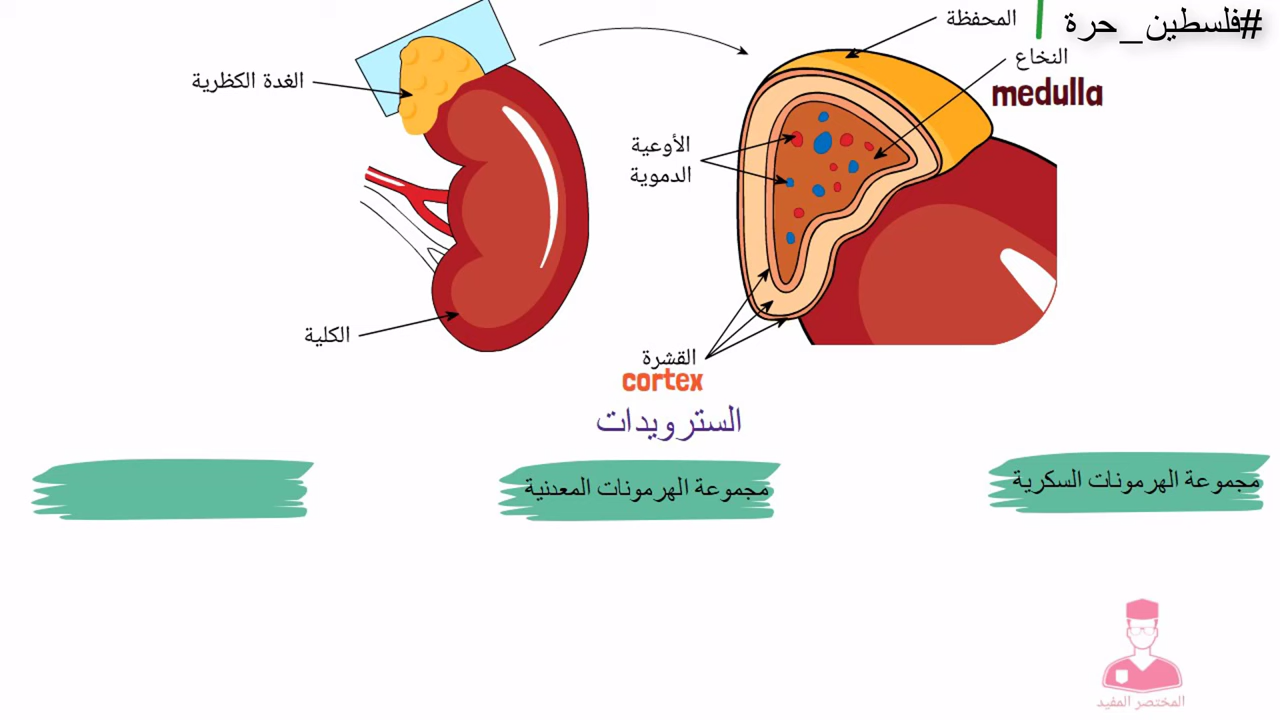 #فلسطين_حرة
المحفظة
النخاع
medulla
الغدة الكظرية
الأوعية
الدموية
الكلية
القشرة
cortex
السترويدات
مجموعة الهرمونات السكرية
مجموعة الهرمونات المعدنية
المختصر المفيد